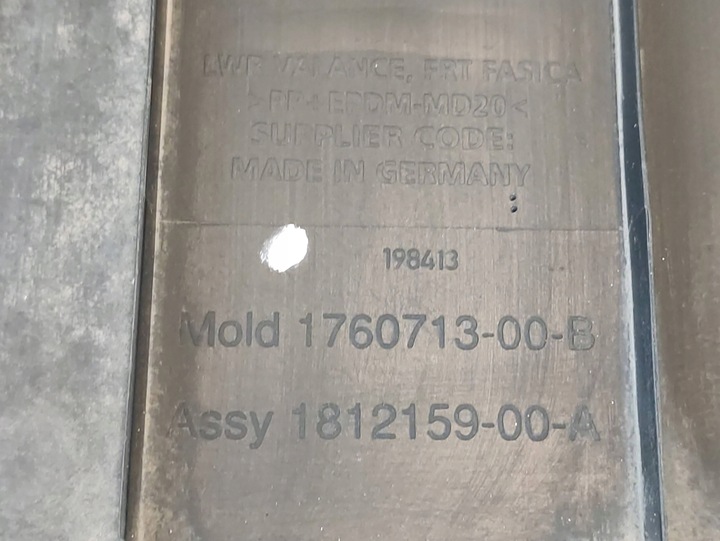 LWR VALANCE, FRT FASICA
>PP+EPDM-MD20<
SUPPLIER CODE:
MADE IN GERMANY
198413
Mold 1760713-00-B
Assy 1812159-00-A